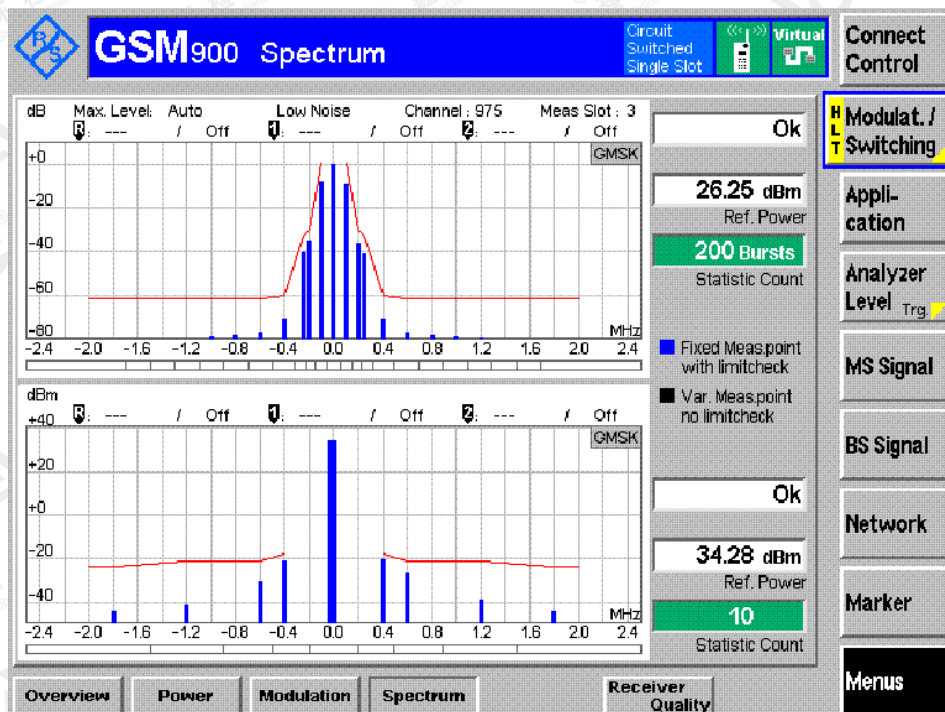 R S
GSM900 Spectrum
Circuit
Switched
Single Slot
Virtual
Connect
Control
dB Max. Level: Auto Low Noise Channel : 975 Meas Slot : 3
R: --- / Off 1: --- / Off 2: --- / Off
GMSK
+0
-20
-40
-60
-80
MHz
-2.4 -2.0 -1.6 -1.2 -0.8 -0.4 0.0 0.4 0.8 1.2 1.6 2.0 2.4
Ok
26.25 dBm
Ref. Power
200 Bursts
Statistic Count
Fixed Meas.point
with limitcheck
Var. Meas.point
no limitcheck
dBm
R: --- / Off 1: --- / Off 2: --- / Off
GMSK
+40
+20
+0
-20
-40
MHz
-2.4 -2.0 -1.6 -1.2 -0.8 -0.4 0.0 0.4 0.8 1.2 1.6 2.0 2.4
Ok
34.28 dBm
Ref. Power
10
Statistic Count
HLT
Modulat. /
Switching
Appli-
cation
Analyzer
Level Trg.
MS Signal
BS Signal
Network
Marker
Menus
Overview
Power
Modulation
Spectrum
Receiver
Quality